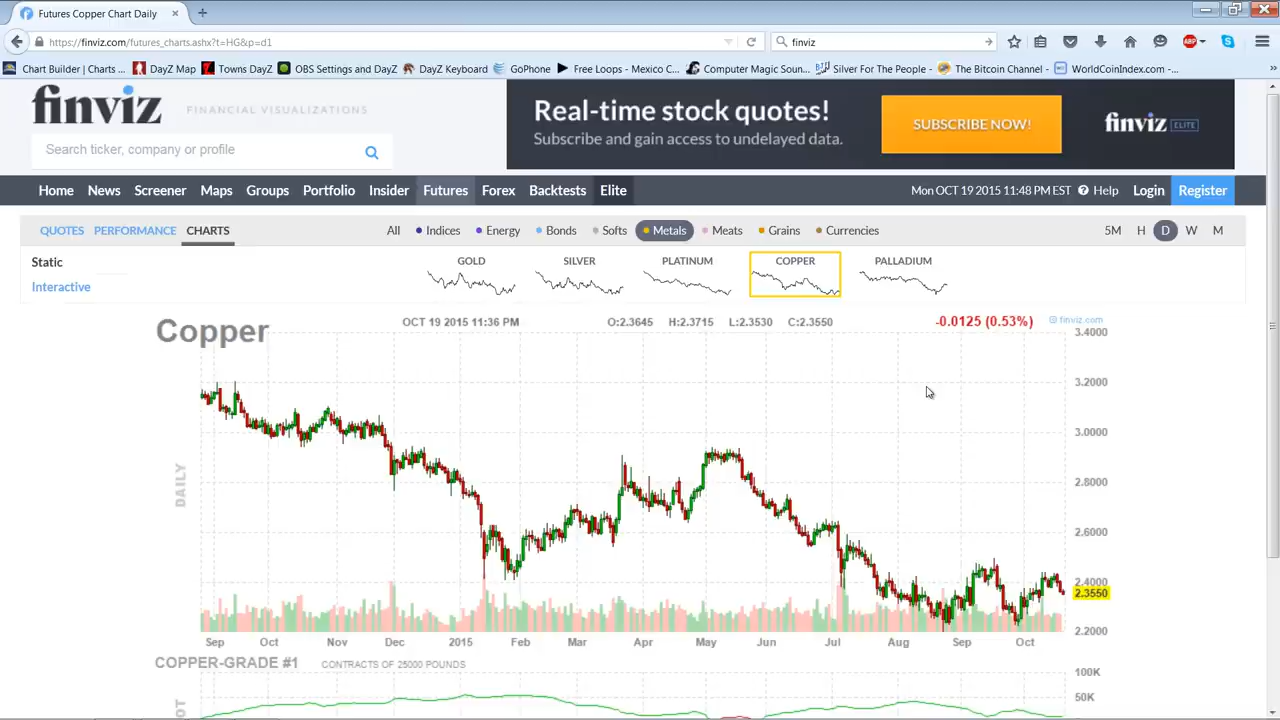 Futures Copper Chart Daily
https://finviz.com/futures_charts.ashx?t=HG&p=d1
finviz
ABP
Chart Builder | Charts ...
DayZ Map
Towns DayZ
OBS Settings and DayZ
DayZ Keyboard
GoPhone
Free Loops - Mexico C...
Computer Magic Soun...
Silver For The People - ...
The Bitcoin Channel - ...
WorldCoinIndex.com -...
finviz FINANCIAL VISUALIZATIONS
Search ticker, company or profile
Real-time stock quotes!
Subscribe and gain access to undelayed data.
SUBSCRIBE NOW!
finviz ELITE
Home News Screener Maps Groups Portfolio Insider Futures Forex Backtests Elite
Mon OCT 19 2015 11:48 PM EST Help Login Register
QUOTES PERFORMANCE CHARTS
All Indices Energy Bonds Softs Metals Meats Grains Currencies
5M H D W M
Static
Interactive
GOLD SILVER PLATINUM COPPER PALLADIUM
Copper
OCT 19 2015 11:36 PM O:2.3645 H:2.3715 L:2.3530 C:2.3550
-0.0125 (0.53%)
finviz.com
3.4000
3.2000
3.0000
2.8000
2.6000
2.4000
2.3550
2.2000
DAILY
Sep Oct Nov Dec 2015 Feb Mar Apr May Jun Jul Aug Sep Oct
COPPER-GRADE #1 CONTRACTS OF 25000 POUNDS
100K
50K